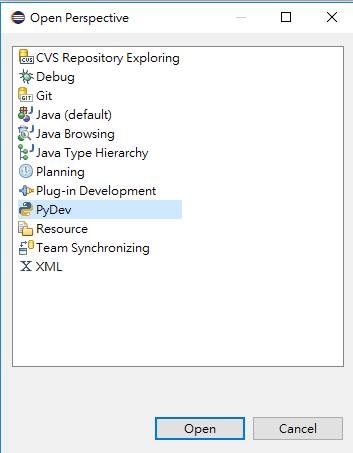 Open Perspective
CVS Repository Exploring
Debug
Git
Java (default)
Java Browsing
Java Type Hierarchy
Planning
Plug-in Development
PyDev
Resource
Team Synchronizing
XML
Open
Cancel